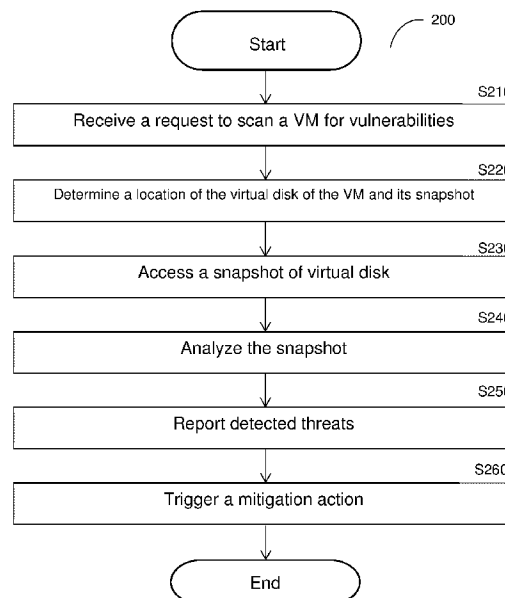 Start
200
S210
Receive a request to scan a VM for vulnerabilities
S220
Determine a location of the virtual disk of the VM and its snapshot
S230
Access a snapshot of virtual disk
S240
Analyze the snapshot
S250
Report detected threats
S260
Trigger a mitigation action
End